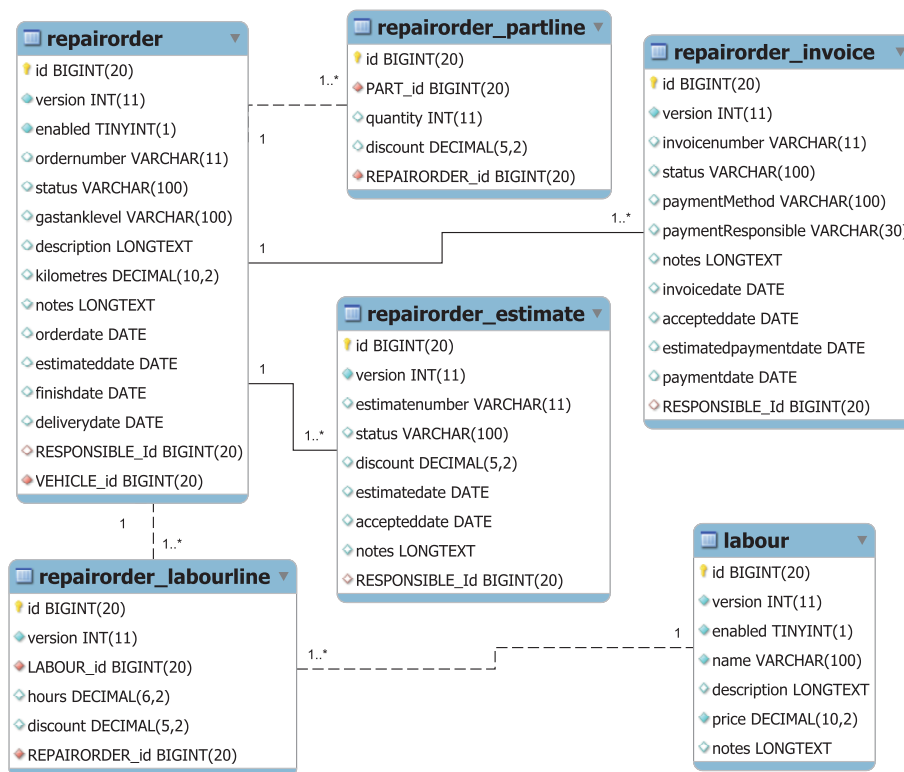 repairorder
id BIGINT(20)
version INT(11)
enabled TINYINT(1)
ordernumber VARCHAR(11)
status VARCHAR(100)
gastanklevel VARCHAR(100)
description LONGTEXT
kilometres DECIMAL(10,2)
notes LONGTEXT
orderdate DATE
estimateddate DATE
finishdate DATE
deliverydate DATE
RESPONSIBLE_Id BIGINT(20)
VEHICLE_id BIGINT(20)
1..*
1
repairorder_partline
id BIGINT(20)
PART_id BIGINT(20)
quantity INT(11)
discount DECIMAL(5,2)
REPAIRORDER_id BIGINT(20)
1
1..*
repairorder_invoice
id BIGINT(20)
version INT(11)
invoicenumber VARCHAR(11)
status VARCHAR(100)
paymentMethod VARCHAR(100)
paymentResponsible VARCHAR(30)
notes LONGTEXT
invoicedate DATE
accepteddate DATE
estimatedpaymentdate DATE
paymentdate DATE
RESPONSIBLE_Id BIGINT(20)
1
1..*
repairorder_estimate
id BIGINT(20)
version INT(11)
estimatenumber VARCHAR(11)
status VARCHAR(100)
discount DECIMAL(5,2)
estimatedate DATE
accepteddate DATE
notes LONGTEXT
RESPONSIBLE_Id BIGINT(20)
1
1..*
repairorder_labourline
id BIGINT(20)
version INT(11)
LABOUR_id BIGINT(20)
hours DECIMAL(6,2)
discount DECIMAL(5,2)
REPAIRORDER_id BIGINT(20)
1..*
1
labour
id BIGINT(20)
version INT(11)
enabled TINYINT(1)
name VARCHAR(100)
description LONGTEXT
price DECIMAL(10,2)
notes LONGTEXT